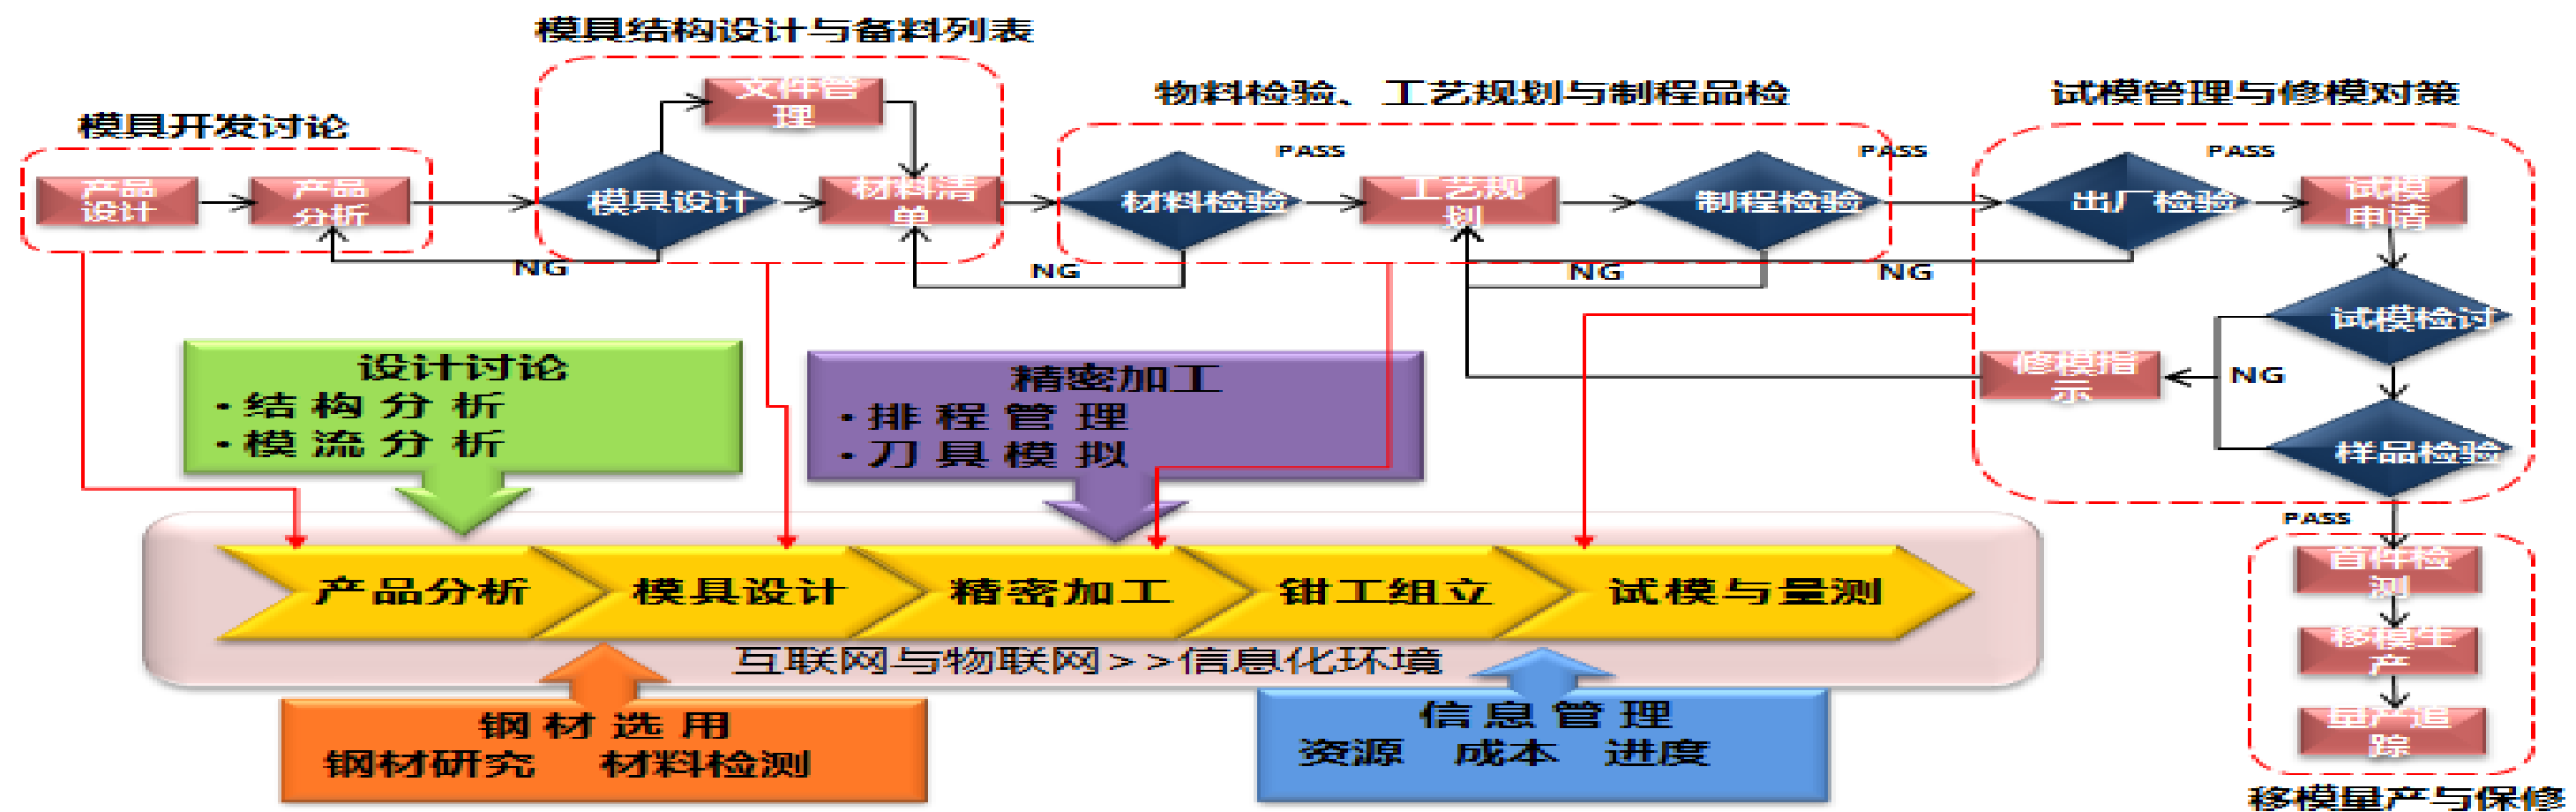 模具开发讨论
产品
设计
产品
分析
模具结构设计与备料列表
文件管
理
模具设计
材料清
单
NG
物料检验、工艺规划与制程品检
材料检验
PASS
工艺规
划
制程检验
PASS
NG
NG
NG
试模管理与修模对策
出厂检验
PASS
试模
申请
试模检讨
修模指
示
NG
样品检验
PASS
首件检
测
移模生
产
量产追
踪
移模量产与保修
设计讨论
·结构分析
·模流分析
精密加工
·排程管理
·刀具模拟
产品分析
模具设计
精密加工
钳工组立
试模与量测
互联网与物联网>>信息化环境
钢材选用
钢材研究 材料检测
信息管理
资源 成本 进度